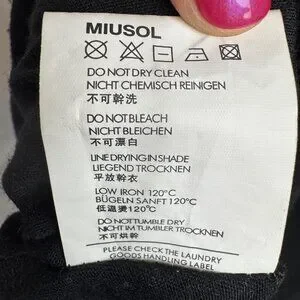 MIUSOL
DO NOT DRY CLEAN
NICHT CHEMISCH REINIGEN
不可幹洗
DO NOT BLEACH
NICHT BLEICHEN
不可漂白
LINE DRYING IN SHADE
LIEGEND TROCKNEN
平放幹衣
LOW IRON 120°C
BÜGELN SANFT 120°C
低溫燙120°C
DO NOT TUMBLE DRY
NICHT IM TUMBLER TROCKNEN
不可烘幹
PLEASE CHECK THE LAUNDRY
GOODS HANDLING LABEL